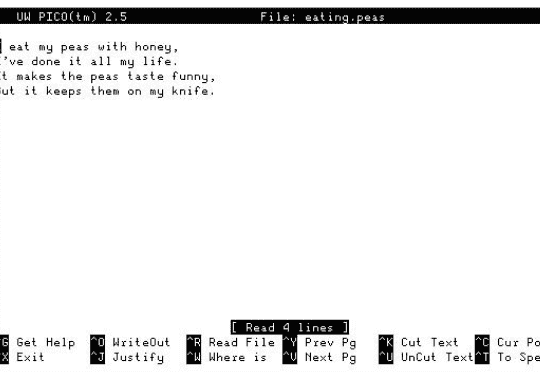 UW PICO(tm) 2.5 File: eating.peas
eat my peas with honey,
I've done it all my life.
It makes the peas taste funny,
But it keeps them on my knife.
[ Read 4 lines ]
^G Get Help ^O WriteOut ^R Read File ^Y Prev Pg ^K Cut Text ^C Cur Po
^X Exit ^J Justify ^W Where is ^V Next Pg ^U UnCut Text ^T To Spe